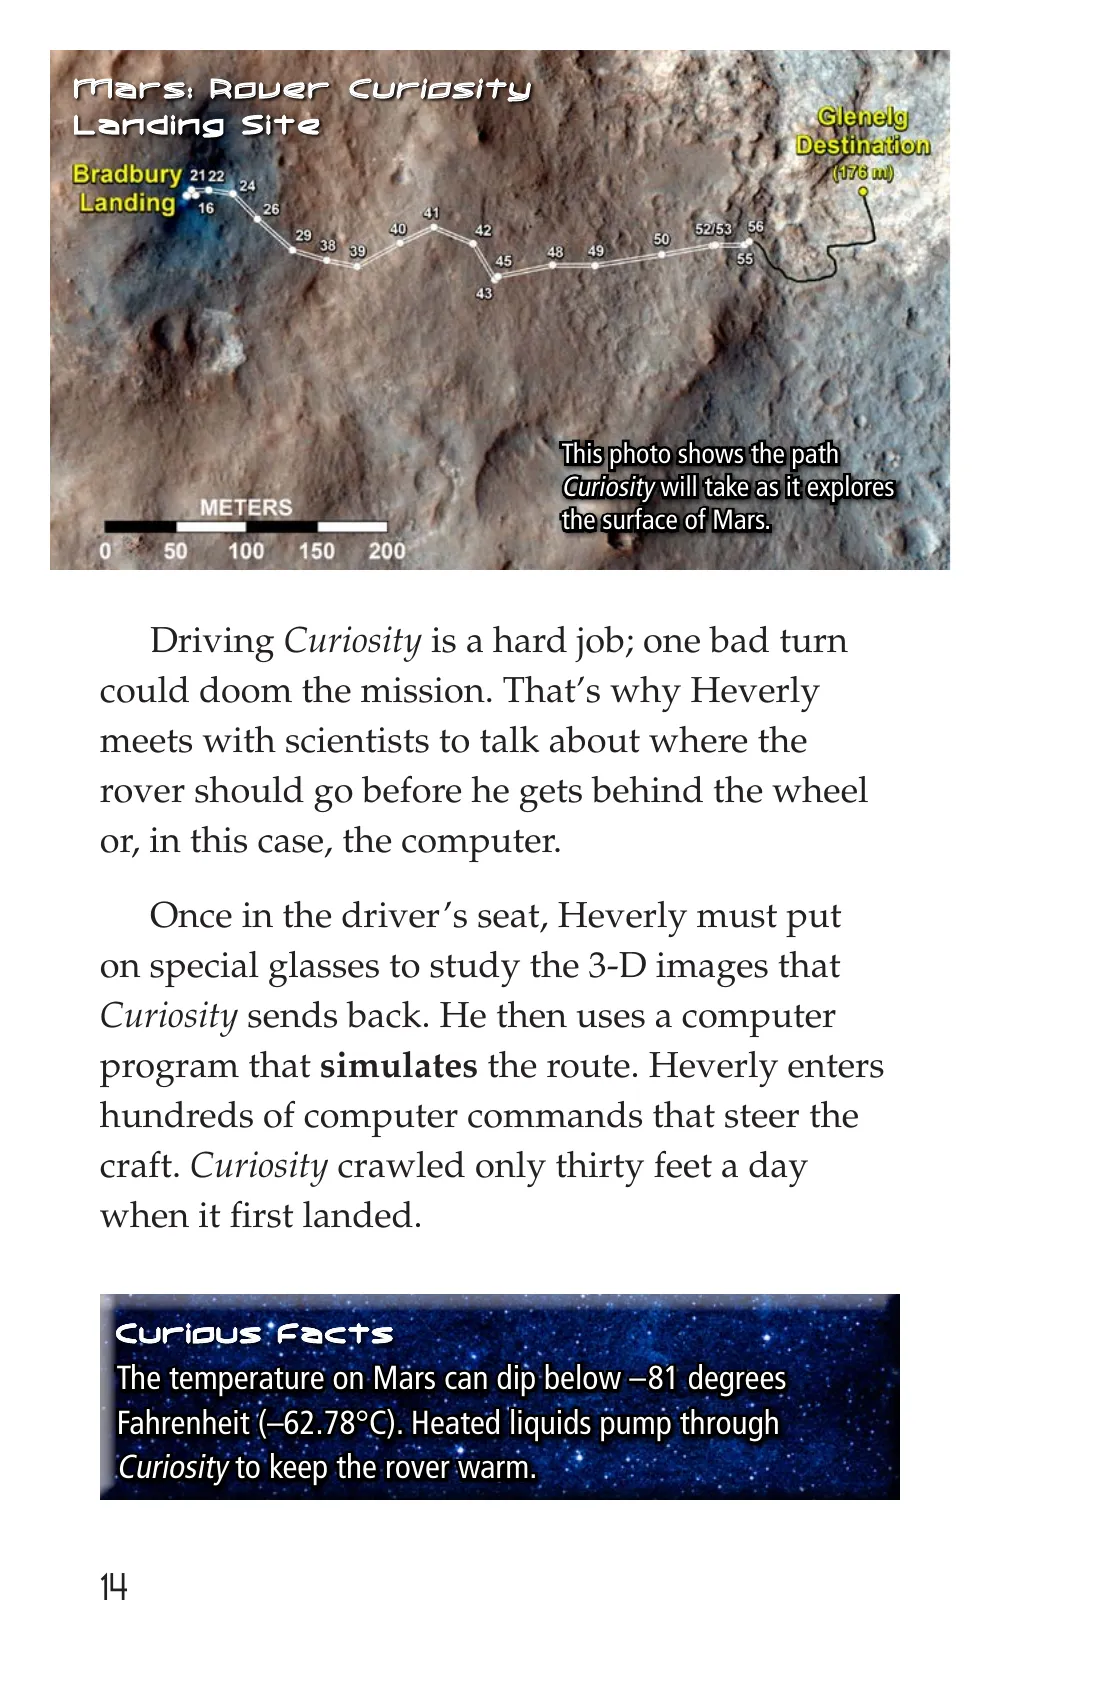 Mars: Rover Curiosity
Landing Site
Glenelg
Destination
(176 m)
Bradbury
Landing
21 22
24
16
26
29
38
39
40
41
42
45
43
48
49
50
52/53
56
55
This photo shows the path
Curiosity will take as it explores
the surface of Mars.
METERS
0 50 100 150 200
Driving Curiosity is a hard job; one bad turn
could doom the mission. That’s why Heverly
meets with scientists to talk about where the
rover should go before he gets behind the wheel
or, in this case, the computer.
Once in the driver’s seat, Heverly must put
on special glasses to study the 3-D images that
Curiosity sends back. He then uses a computer
program that simulates the route. Heverly enters
hundreds of computer commands that steer the
craft. Curiosity crawled only thirty feet a day
when it first landed.
Curious Facts
The temperature on Mars can dip below –81 degrees
Fahrenheit (–62.78°C). Heated liquids pump through
Curiosity to keep the rover warm.
14